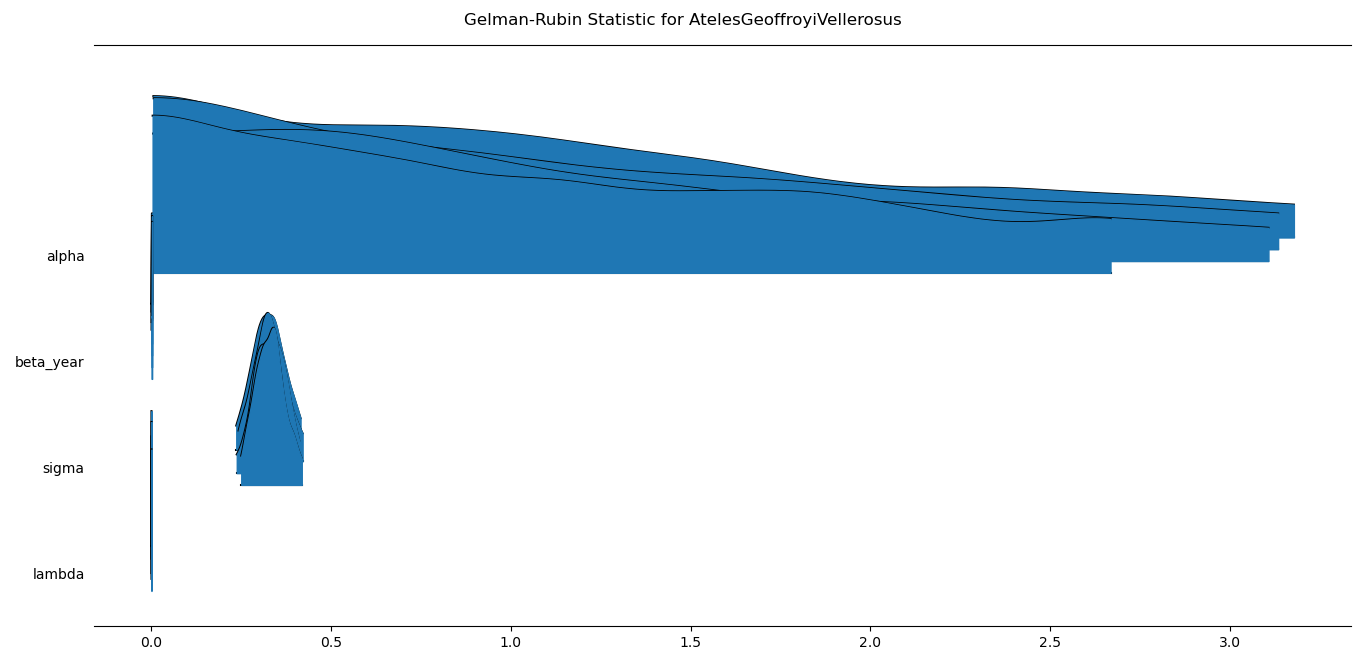 Gelman-Rubin Statistic for AtelesGeoffroyiVellerosus
alpha
beta_year
sigma
lambda
0.0 0.5 1.0 1.5 2.0 2.5 3.0